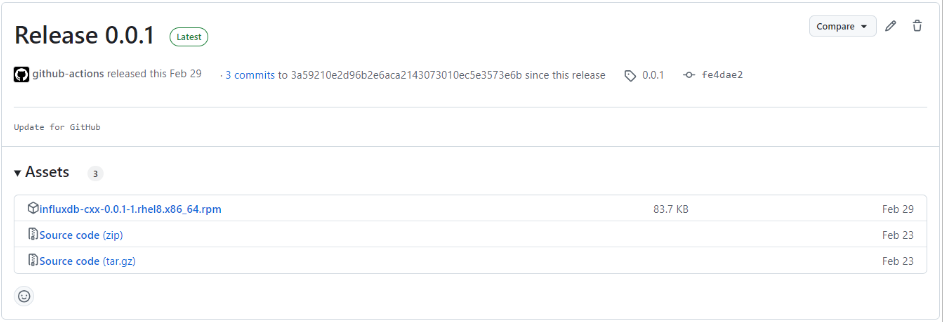 Release 0.0.1 Latest Compare
github-actions released this Feb 29 · 3 commits to 3a59210e2d96b2e6aca2143073010ec5e3573e6b since this release 0.0.1 fe4dae2
Update for GitHub
Assets 3
influxdb-cxx-0.0.1-1.rhel8.x86_64.rpm 83.7 KB Feb 29
Source code (zip) Feb 23
Source code (tar.gz) Feb 23